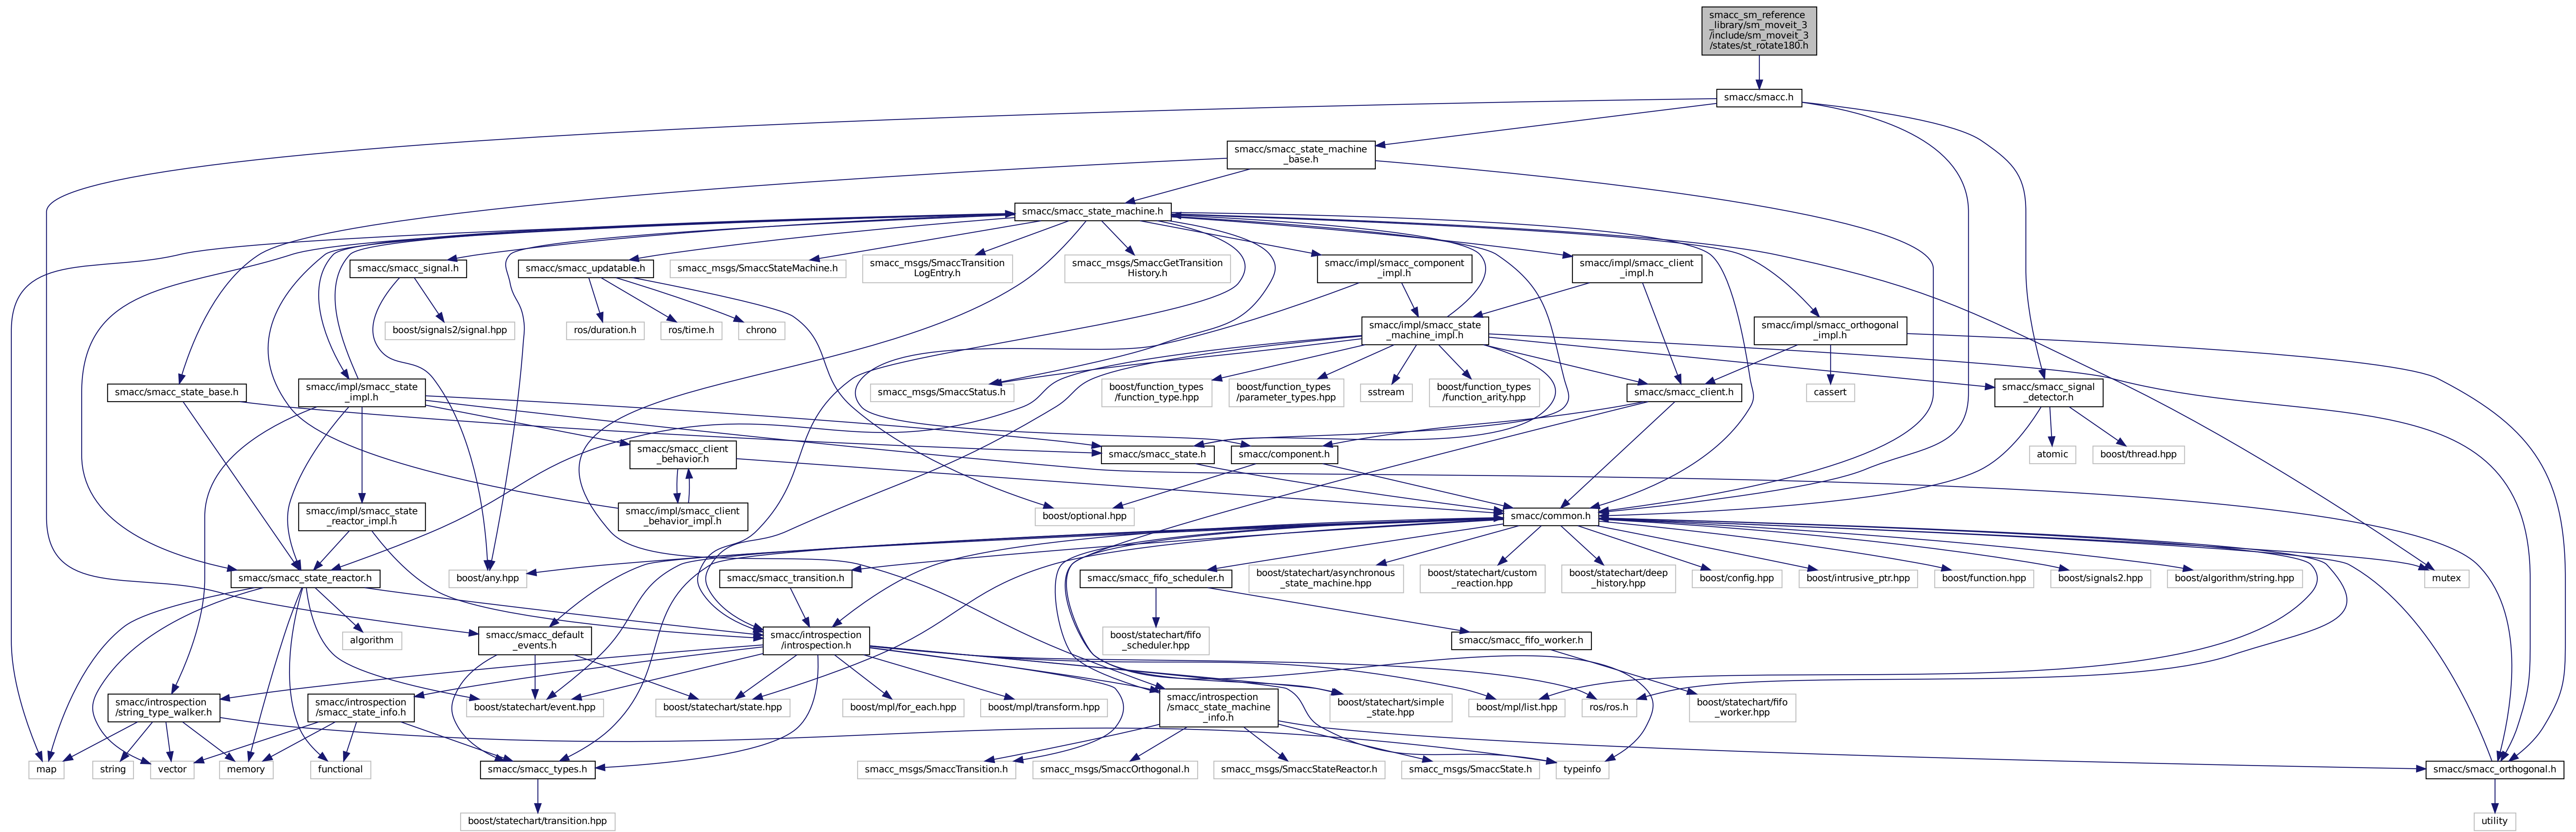 smacc_sm_reference
_library/sm_moveit_3
/include/sm_moveit_3
/states/st_rotate180.h
smacc/smacc.h
smacc/smacc_state_machine
_base.h
smacc/smacc_state_machine.h
smacc/smacc_signal.h
smacc/smacc_updatable.h
smacc_msgs/SmaccStateMachine.h
smacc_msgs/SmaccTransition
LogEntry.h
smacc_msgs/SmaccGetTransition
History.h
smacc/impl/smacc_component
_impl.h
smacc/impl/smacc_client
_impl.h
boost/signals2/signal.hpp
ros/duration.h
ros/time.h
chrono
smacc/impl/smacc_state
_machine_impl.h
smacc/impl/smacc_orthogonal
_impl.h
smacc/smacc_state_base.h
smacc/impl/smacc_state
_impl.h
smacc_msgs/SmaccStatus.h
boost/function_types
/function_type.hpp
boost/function_types
/parameter_types.hpp
sstream
boost/function_types
/function_arity.hpp
smacc/smacc_client.h
cassert
smacc/smacc_signal
_detector.h
smacc/smacc_client
_behavior.h
smacc/smacc_state.h
smacc/component.h
atomic
boost/thread.hpp
smacc/impl/smacc_state
_reactor_impl.h
smacc/impl/smacc_client
_behavior_impl.h
boost/optional.hpp
smacc/common.h
smacc/smacc_state_reactor.h
boost/any.hpp
smacc/smacc_transition.h
smacc/smacc_fifo_scheduler.h
boost/statechart/asynchronous
_state_machine.hpp
boost/statechart/custom
_reaction.hpp
boost/statechart/deep
_history.hpp
boost/config.hpp
boost/intrusive_ptr.hpp
boost/function.hpp
boost/signals2.hpp
boost/algorithm/string.hpp
mutex
algorithm
smacc/smacc_default
_events.h
smacc/introspection
/introspection.h
boost/statechart/fifo
_scheduler.hpp
smacc/smacc_fifo_worker.h
smacc/introspection
/string_type_walker.h
smacc/introspection
/smacc_state_info.h
boost/statechart/event.hpp
boost/statechart/state.hpp
boost/mpl/for_each.hpp
boost/mpl/transform.hpp
smacc/introspection
/smacc_state_machine
_info.h
boost/statechart/simple
_state.hpp
boost/mpl/list.hpp
ros/ros.h
boost/statechart/fifo
_worker.hpp
map
string
vector
memory
functional
smacc/smacc_types.h
smacc_msgs/SmaccTransition.h
smacc_msgs/SmaccOrthogonal.h
smacc_msgs/SmaccStateReactor.h
smacc_msgs/SmaccState.h
typeinfo
smacc/smacc_orthogonal.h
boost/statechart/transition.hpp
utility